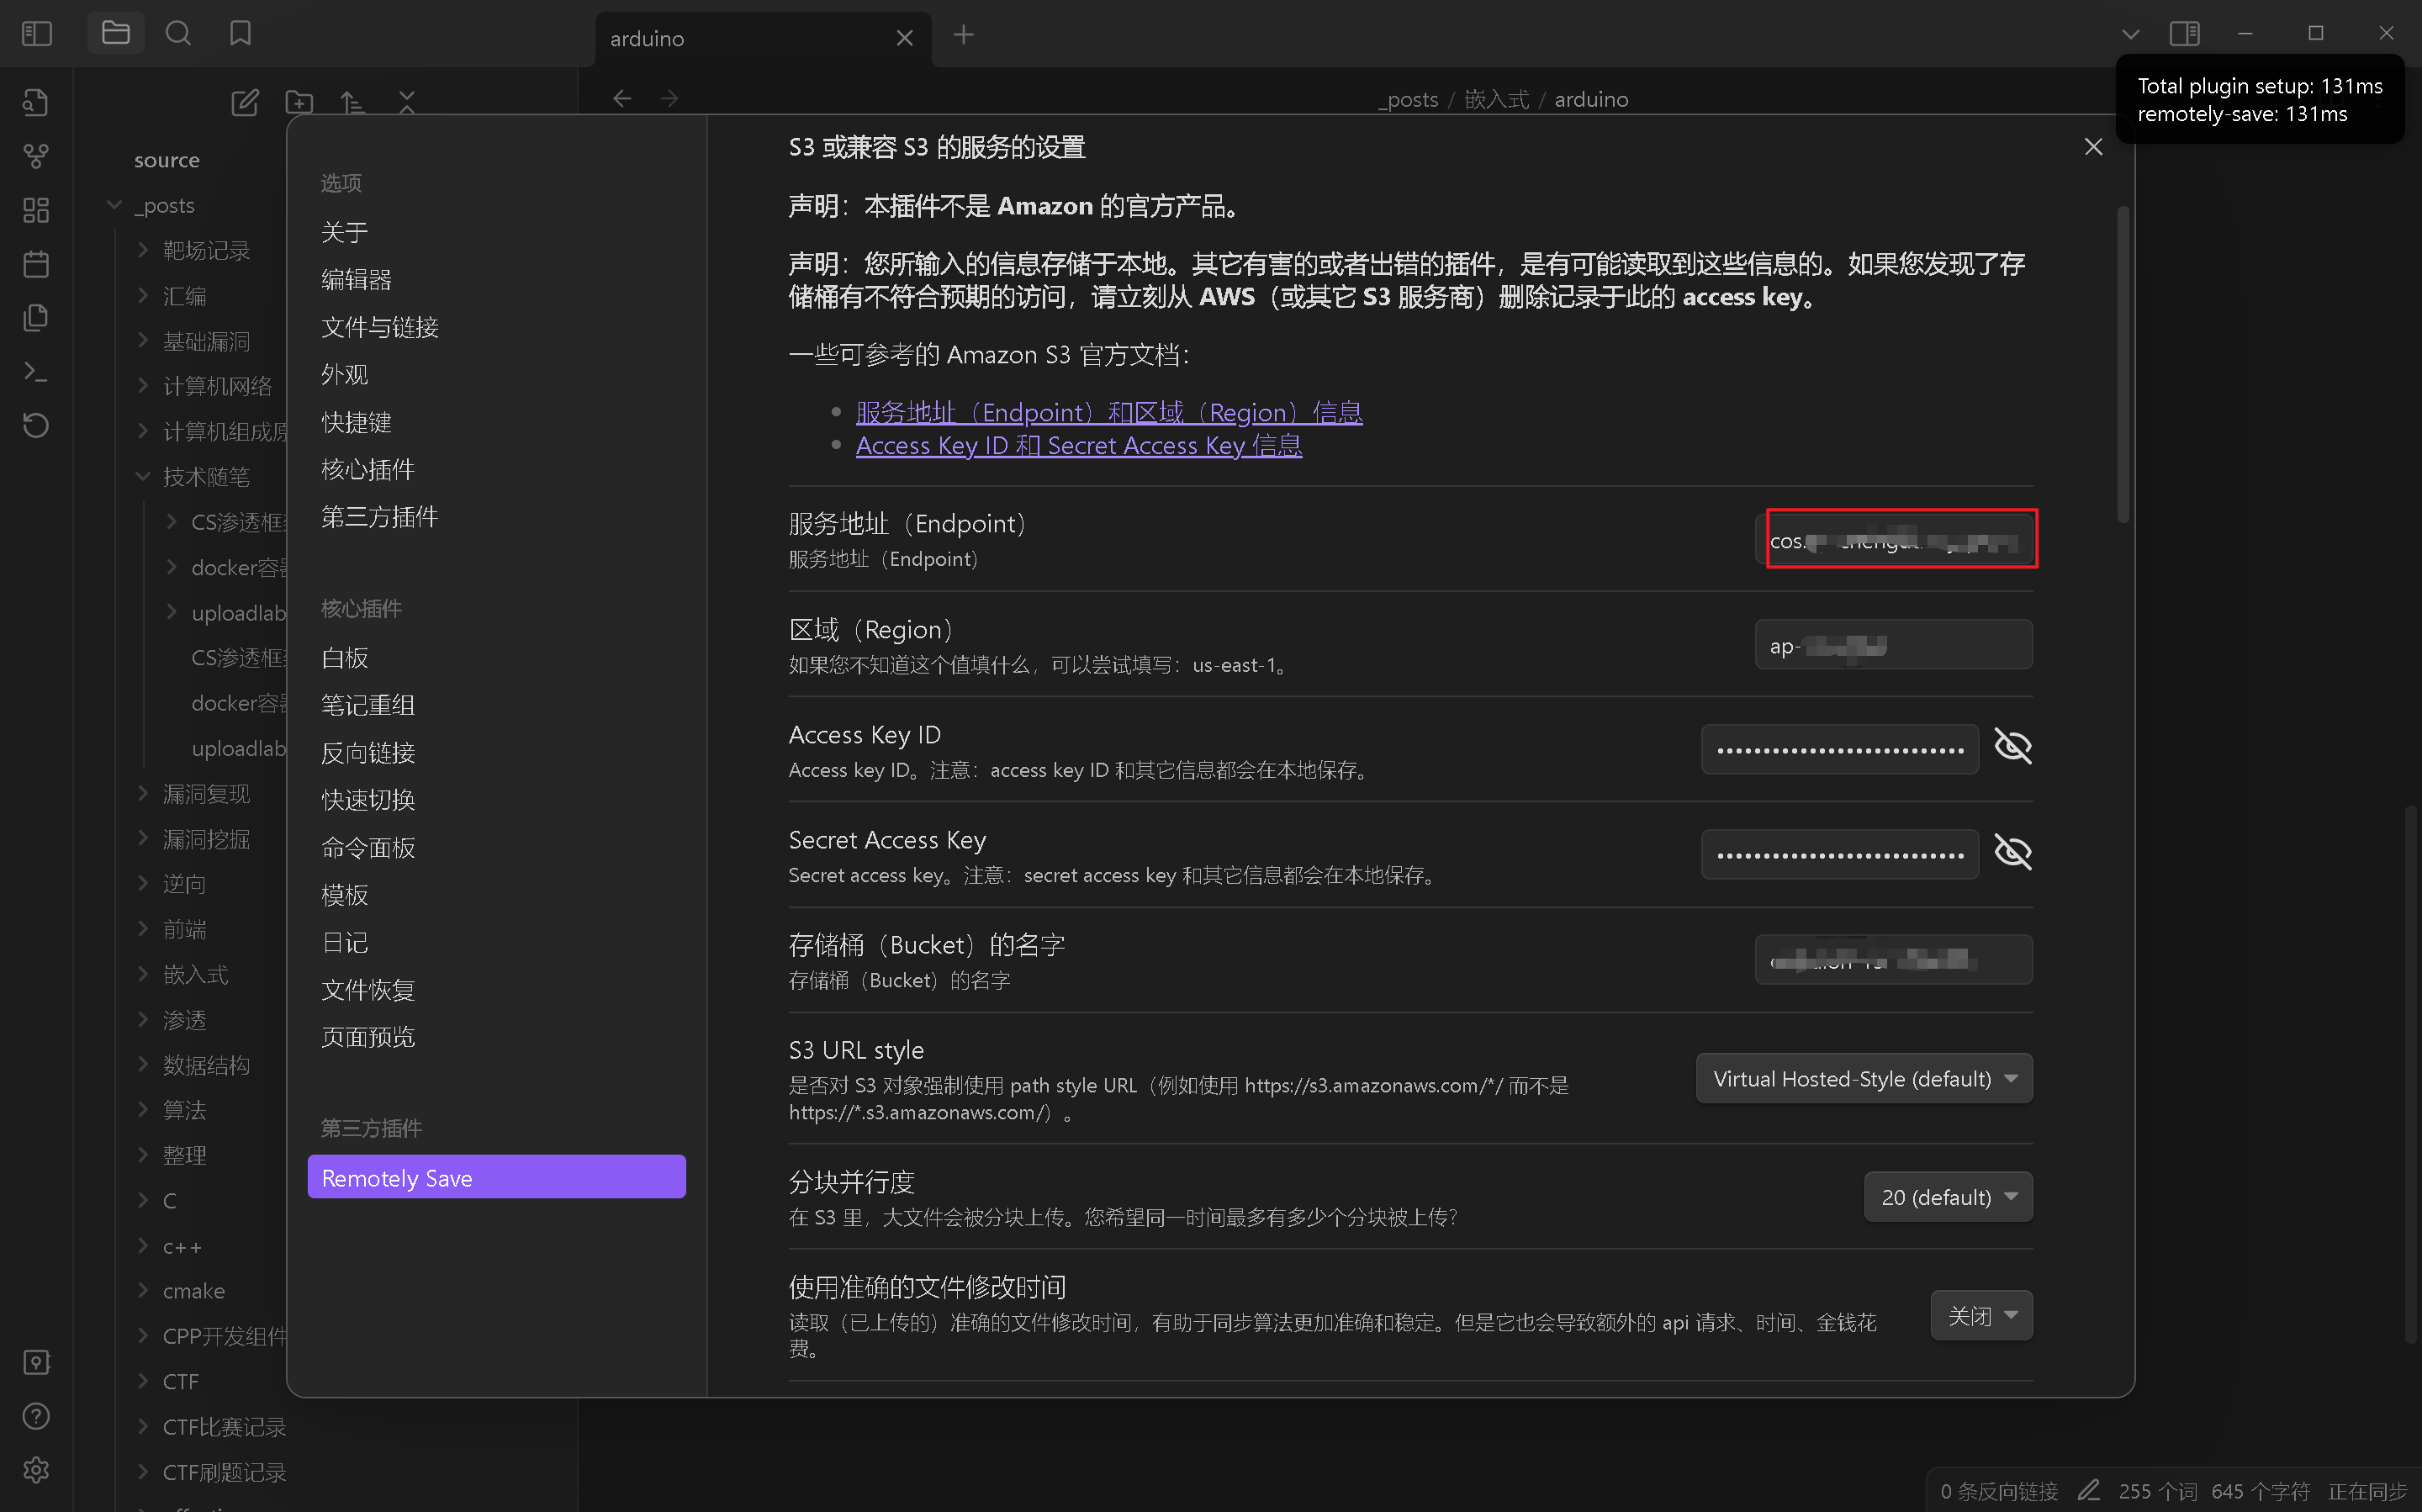 arduino
_posts / 嵌入式 / arduino
Total plugin setup: 131ms
remotely-save: 131ms
source
_posts
靶场记录
汇编
基础漏洞
计算机网络
计算机组成原
技术随笔
CS渗透框
docker容器
uploadlab
CS渗透框
docker容器
uploadlab
漏洞复现
漏洞挖掘
逆向
前端
嵌入式
渗透
数据结构
算法
整理
C
c++
cmake
CPP开发组件
CTF
CTF比赛记录
CTF刷题记录
选项
关于
编辑器
文件与链接
外观
快捷键
核心插件
第三方插件
核心插件
白板
笔记重组
反向链接
快速切换
命令面板
模板
日记
文件恢复
页面预览
第三方插件
Remotely Save
S3 或兼容 S3 的服务的设置
声明：本插件不是 Amazon 的官方产品。
声明：您所输入的信息存储于本地。其它有害的或者出错的插件，是有可能读取到这些信息的。如果您发现了存
储桶有不符合预期的访问，请立刻从 AWS（或其它 S3 服务商）删除记录于此的 access key。
一些可参考的 Amazon S3 官方文档：
服务地址（Endpoint）和区域（Region）信息
Access Key ID 和 Secret Access Key 信息
服务地址（Endpoint）
服务地址（Endpoint）
cos.
区域（Region）
如果您不知道这个值填什么，可以尝试填写：us-east-1。
ap-
Access Key ID
Access key ID。注意：access key ID 和其它信息都会在本地保存。
Secret Access Key
Secret access key。注意：secret access key 和其它信息都会在本地保存。
存储桶（Bucket）的名字
存储桶（Bucket）的名字
S3 URL style
是否对 S3 对象强制使用 path style URL（例如使用 https://s3.amazonaws.com/*/ 而不是
https://*.s3.amazonaws.com/）。
Virtual Hosted-Style (default)
分块并行度
在 S3 里，大文件会被分块上传。您希望同一时间最多有多少个分块被上传？
20 (default)
使用准确的文件修改时间
读取（已上传的）准确的文件修改时间，有助于同步算法更加准确和稳定。但是它也会导致额外的 api 请求、时间、金钱花
费。
关闭
0 条反向链接 255 个词 645 个字符 正在同步